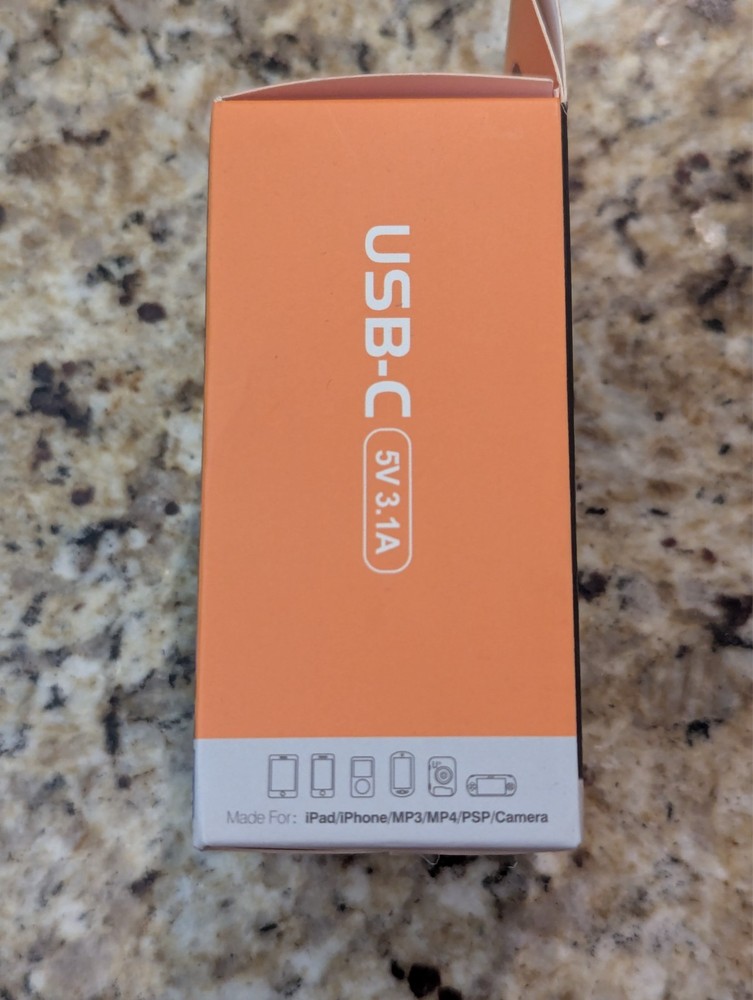 USB-C 5V 3.1A
Made For: iPad/iPhone/MP3/MP4/PSP/Camera